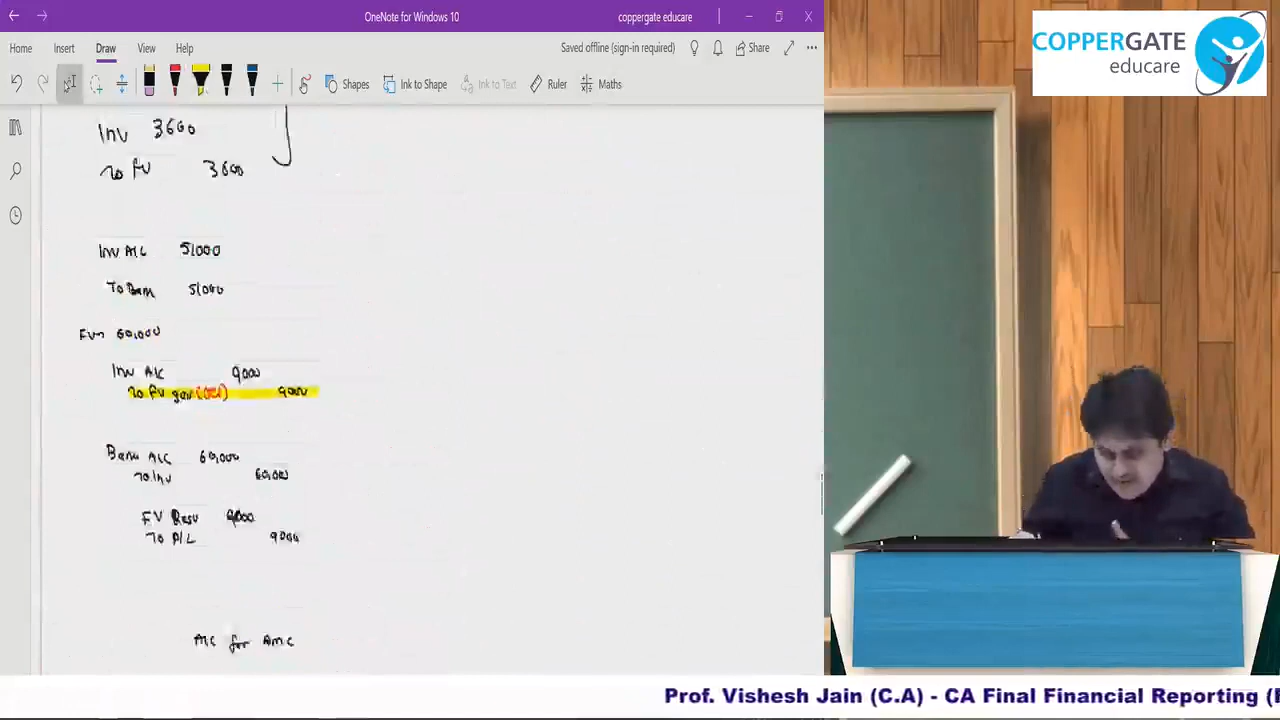 OneNote for Windows 10
coppergate educare
Home Insert Draw View Help
Saved offline (sign-in required)
Share
Shapes
Ink to Shape
Ink to Text
Ruler
Maths
COPPERGATE
educare
Inv 3600
To FV 3600
Inv A/C 51000
To Bank 51000
FV 60,000
Inv A/C 9000
To FV gain (OCI) 9000
Bank A/C 60,000
To Inv 60,000
FV Resv 9000
To P/L 9000
A/C for AMC
Prof. Vishesh Jain (C.A) - CA Final Financial Reporting (